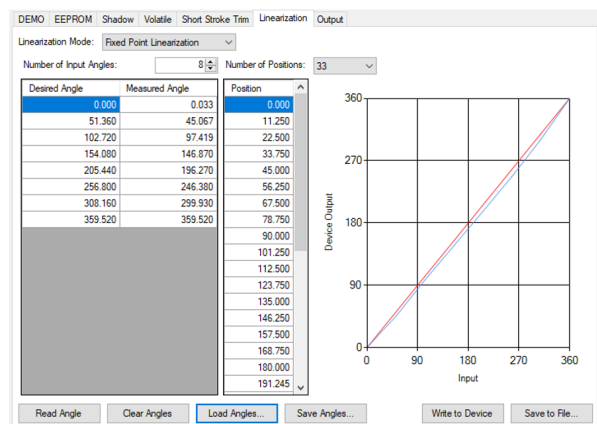 DEMO EEPROM Shadow Volatile Short Stroke Trim Linearization Output
Linearization Mode: Fixed Point Linearization
Number of Input Angles: 8 Number of Positions: 33
Desired Angle Measured Angle Position
0.000 0.033 0.000
51.360 45.067 11.250
102.720 97.419 22.500
154.080 146.870 33.750
205.440 196.270 45.000
256.800 246.380 56.250
308.160 299.930 67.500
359.520 359.520 78.750
90.000
101.250
112.500
123.750
135.000
146.250
157.500
168.750
180.000
191.245
360
270
180
90
0
Device Output
0 90 180 270 360
Input
Read Angle Clear Angles Load Angles... Save Angles... Write to Device Save to File...